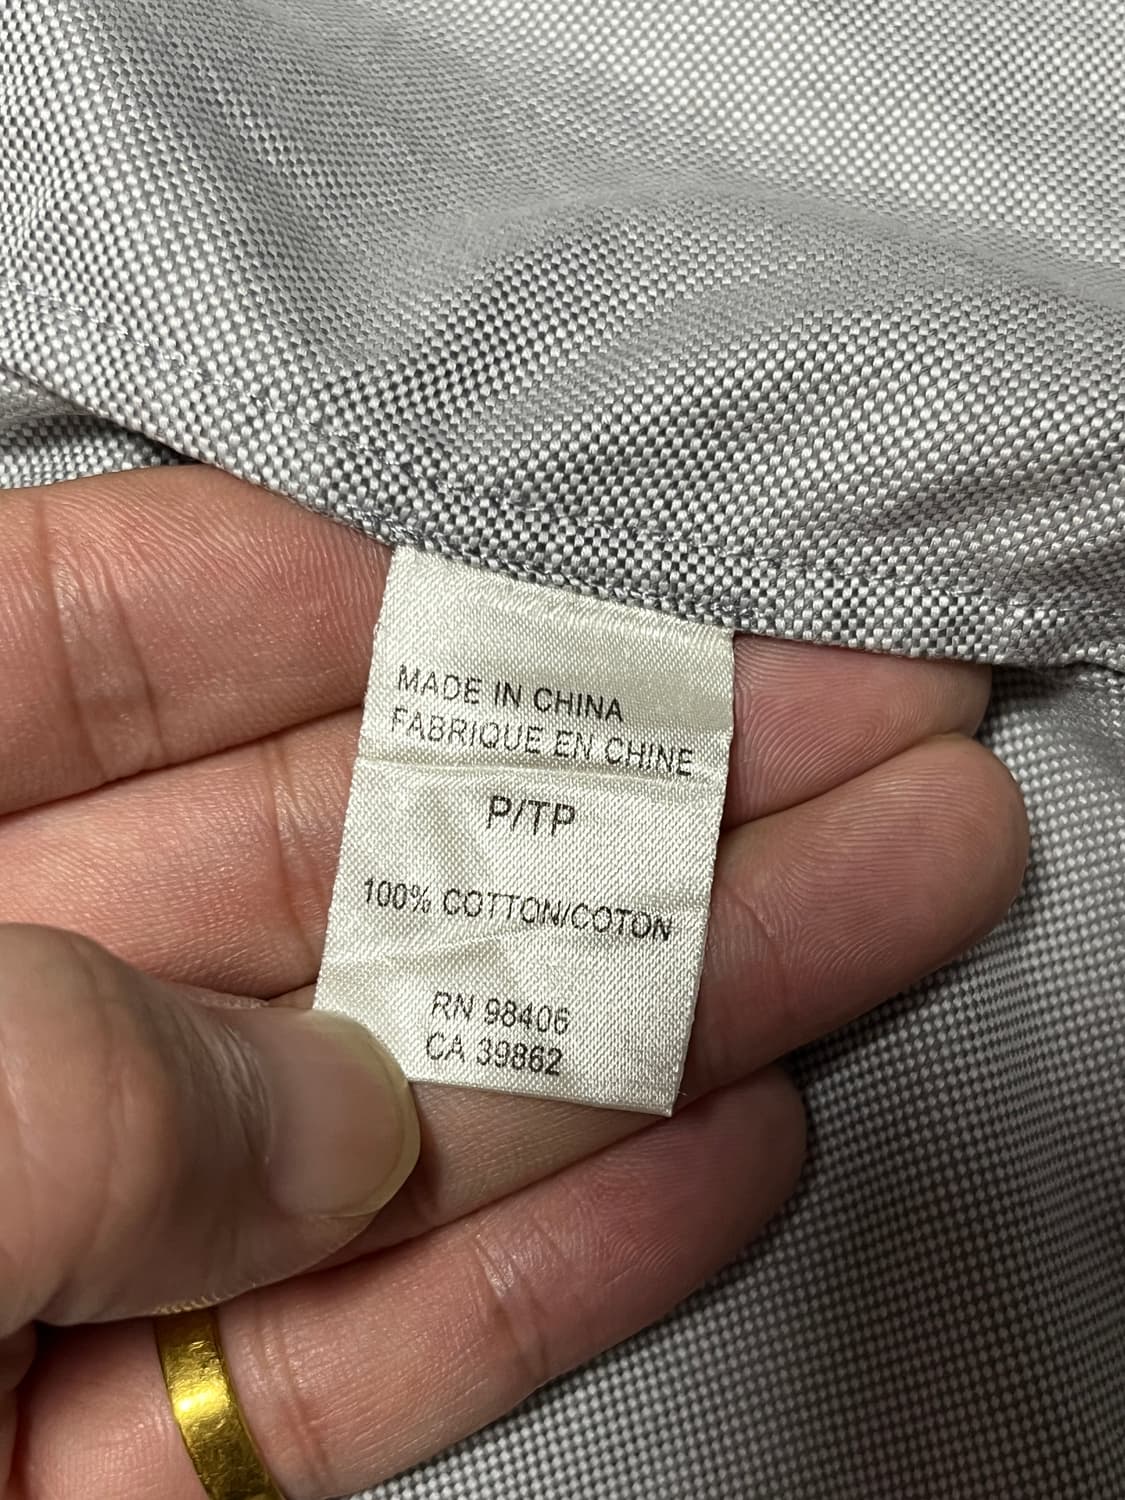 MADE IN CHINA
FABRIQUE EN CHINE
P/TP
100% COTTON/COTON
RN 98406
CA 39862